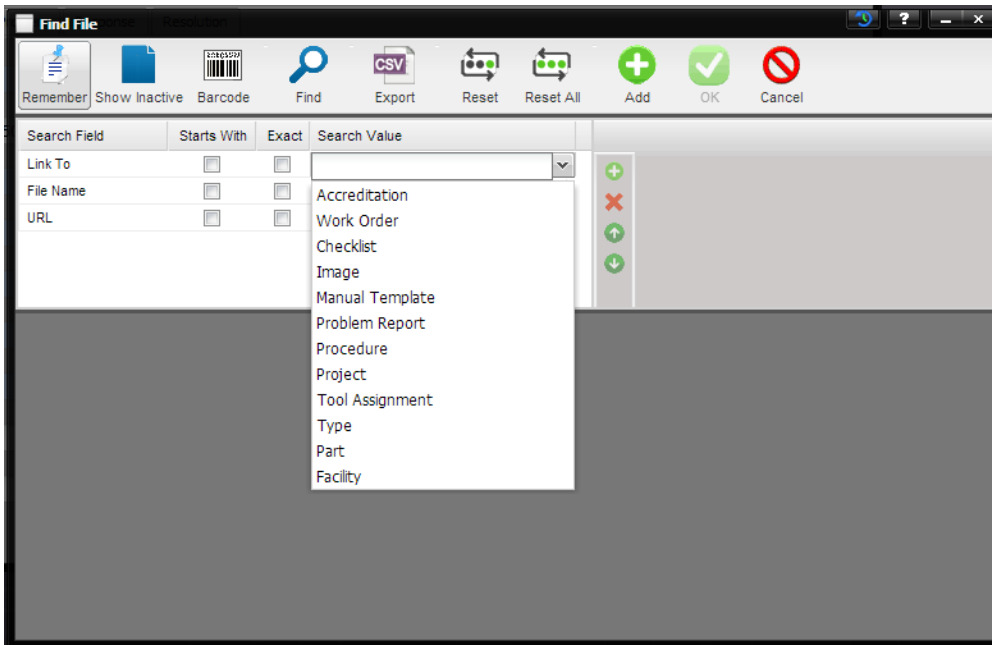 Find File
Resolution
?
Remember Show Inactive Barcode Find CSV Export Reset Reset All Add OK Cancel
Search Field Starts With Exact Search Value
Link To
File Name
URL
Accreditation
Work Order
Checklist
Image
Manual Template
Problem Report
Procedure
Project
Tool Assignment
Type
Part
Facility